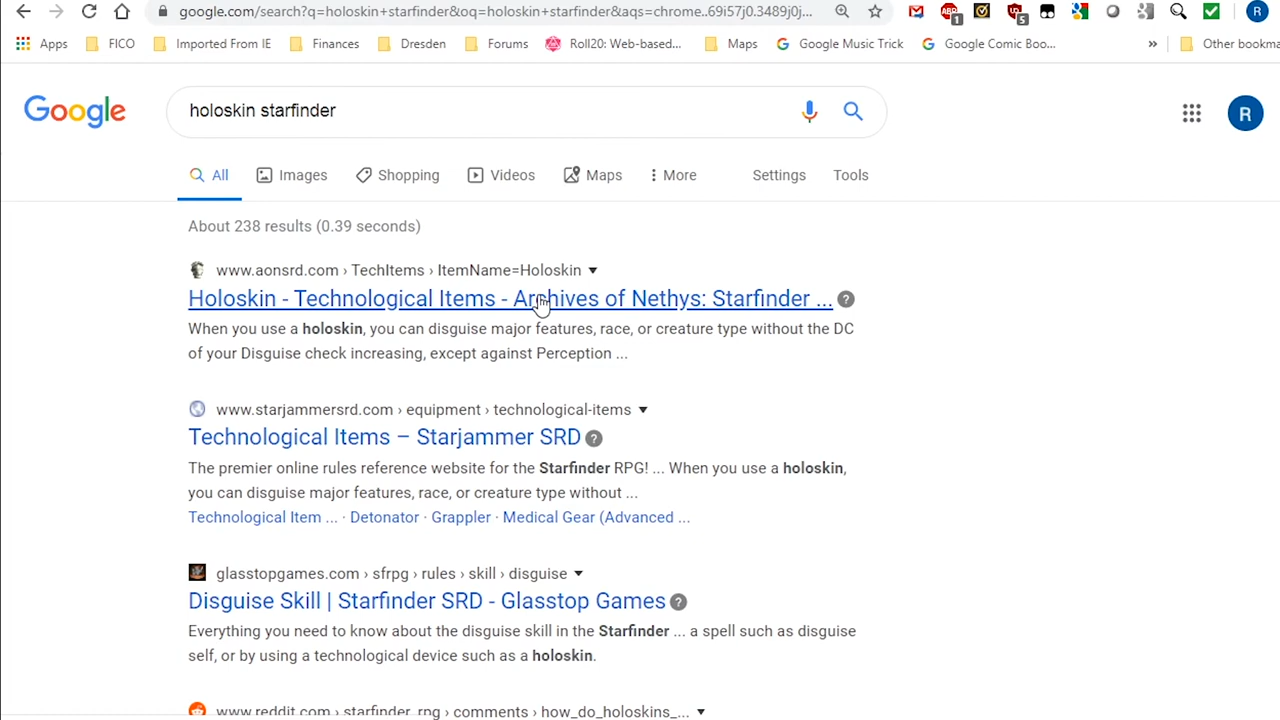 google.com/search?q=holoskin+starfinder&oq=holoskin+starfinder&aqs=chrome..69i57j0.3489j0j...
ABP 1 5 R
Apps FICO Imported From IE Finances Dresden Forums Roll20: Web-based... Maps Google Music Trick Google Comic Boo... » Other bookma
Google holoskin starfinder R
All Images Shopping Videos Maps More Settings Tools
About 238 results (0.39 seconds)
www.aonsrd.com › TechItems › ItemName=Holoskin
Holoskin - Technological Items - Archives of Nethys: Starfinder ... ?
When you use a holoskin, you can disguise major features, race, or creature type without the DC
of your Disguise check increasing, except against Perception ...
www.starjammersrd.com › equipment › technological-items
Technological Items – Starjammer SRD ?
The premier online rules reference website for the Starfinder RPG! ... When you use a holoskin,
you can disguise major features, race, or creature type without ...
Technological Item ... · Detonator · Grappler · Medical Gear (Advanced ...
glasstopgames.com › sfrpg › rules › skill › disguise
Disguise Skill | Starfinder SRD - Glasstop Games ?
Everything you need to know about the disguise skill in the Starfinder ... a spell such as disguise
self, or by using a technological device such as a holoskin.
www.reddit.com › starfinder_rpg › comments › how_do_holoskins_...